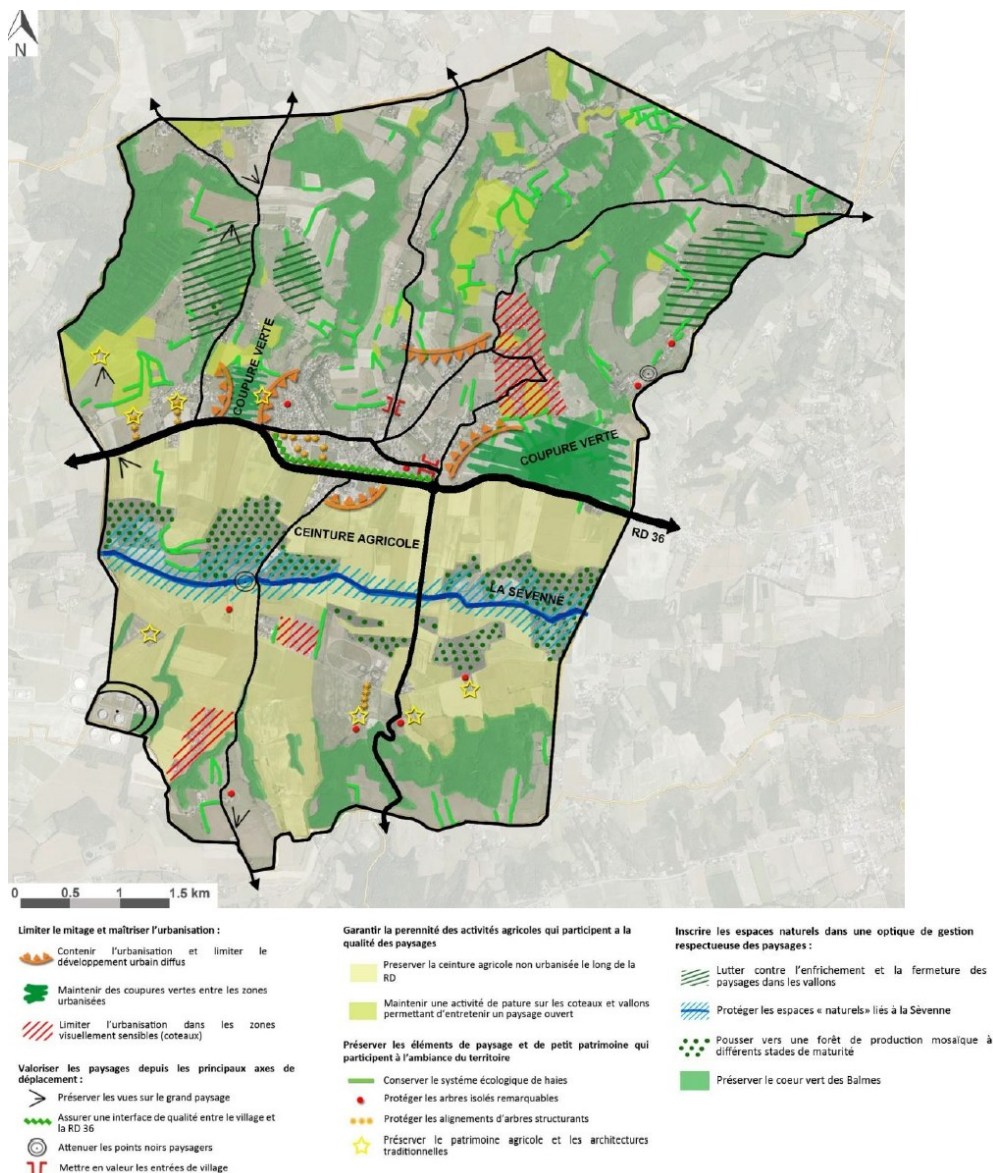 N
COUPURE VERTE
COUPURE VERTE
RD 36
CEINTURE AGRICOLE
LA SÉVENNE
0 0.5 1 1.5 km
Limiter le mitage et maîtriser l'urbanisation :
Contenir l'urbanisation et limiter le
développement urbain diffus
Maintenir des coupures vertes entre les zones
urbanisées
Limiter l'urbanisation dans les zones
visuellement sensibles (coteaux)
Valoriser les paysages depuis les principaux axes de
déplacement :
Préserver les vues sur le grand paysage
Assurer une interface de qualité entre le village et
la RD 36
Attenuer les points noirs paysagers
Mettre en valeur les entrées de village
Garantir la perennité des activités agricoles qui participent a la
qualité des paysages
Preserver la ceinture agricole non urbanisée le long de la
RD
Maintenir une activité de pature sur les coteaux et vallons
permettant d'entretenir un paysage ouvert
Préserver les éléments de paysage et de petit patrimoine qui
participent à l'ambiance du territoire
Conserver le systéme écologique de haies
Protéger les arbres isolés remarquables
Protéger les alignements d'arbres structurants
Préserver le patrimoine agricole et les architectures
traditionnelles
Inscrire les espaces naturels dans une optique de gestion
respectueuse des paysages :
Lutter contre l'enfrichement et la fermeture des
paysages dans les vallons
Protéger les espaces « naturels» liés à la Sèvenne
Pousser vers une forêt de production mosaïque à
différents stades de maturité
Préserver le coeur vert des Balmes